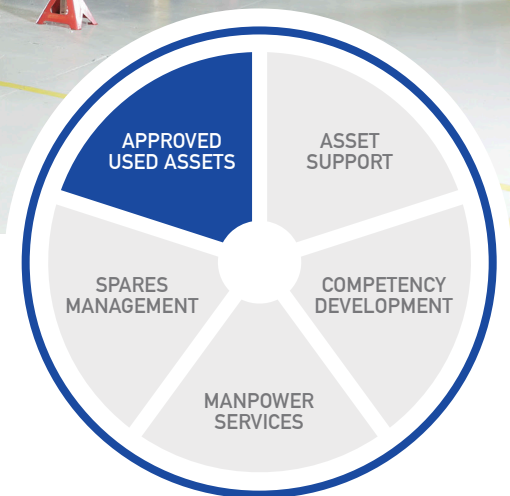 APPROVED
USED ASSETS
ASSET
SUPPORT
COMPETENCY
DEVELOPMENT
MANPOWER
SERVICES
SPARES
MANAGEMENT